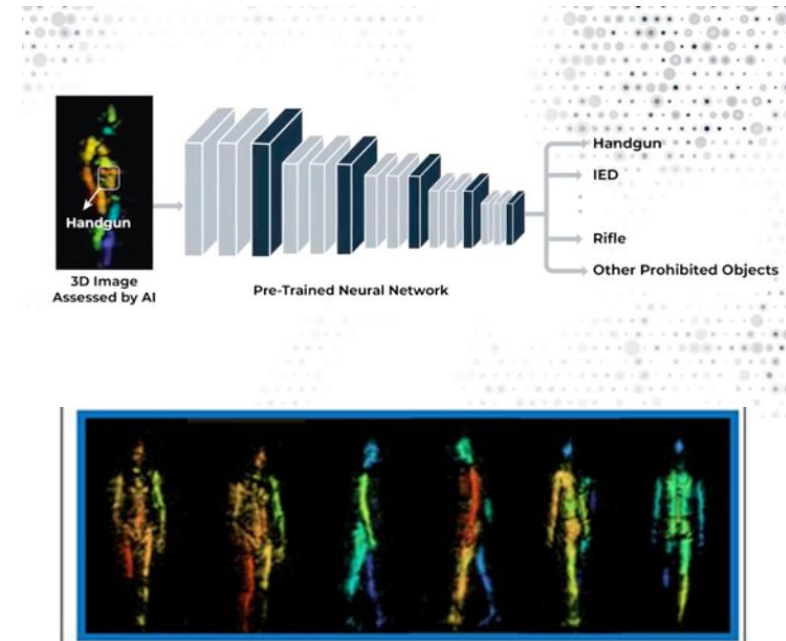 Handgun
3D Image
Assessed by AI
Pre-Trained Neural Network
Handgun
IED
Rifle
Other Prohibited Objects